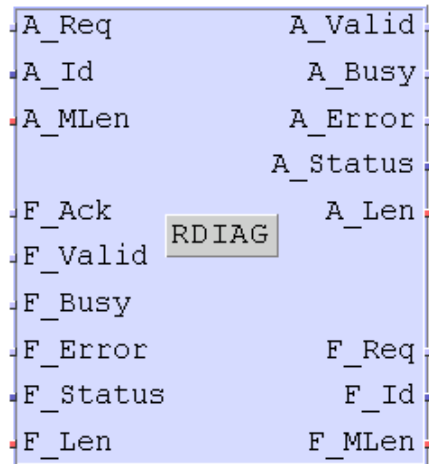 A_Req A_Valid
A_Id A_Busy
A_MLen A_Error
A_Status
F_Ack A_Len
RDIAG
F_Valid
F_Busy
F_Error F_Req
F_Status F_Id
F_Len F_MLen